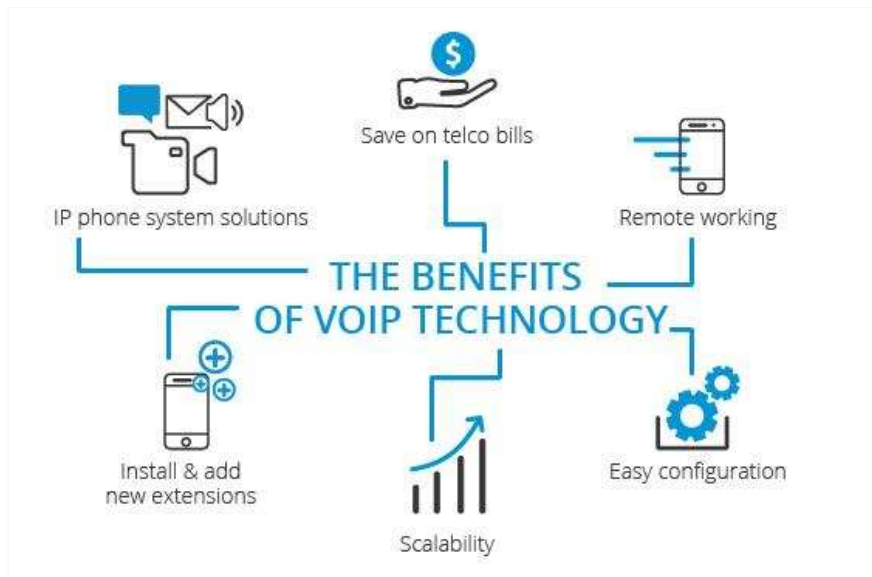 Save on telco bills
IP phone system solutions
Remote working
THE BENEFITS
OF VOIP TECHNOLOGY
Install & add
new extensions
Easy configuration
Scalability